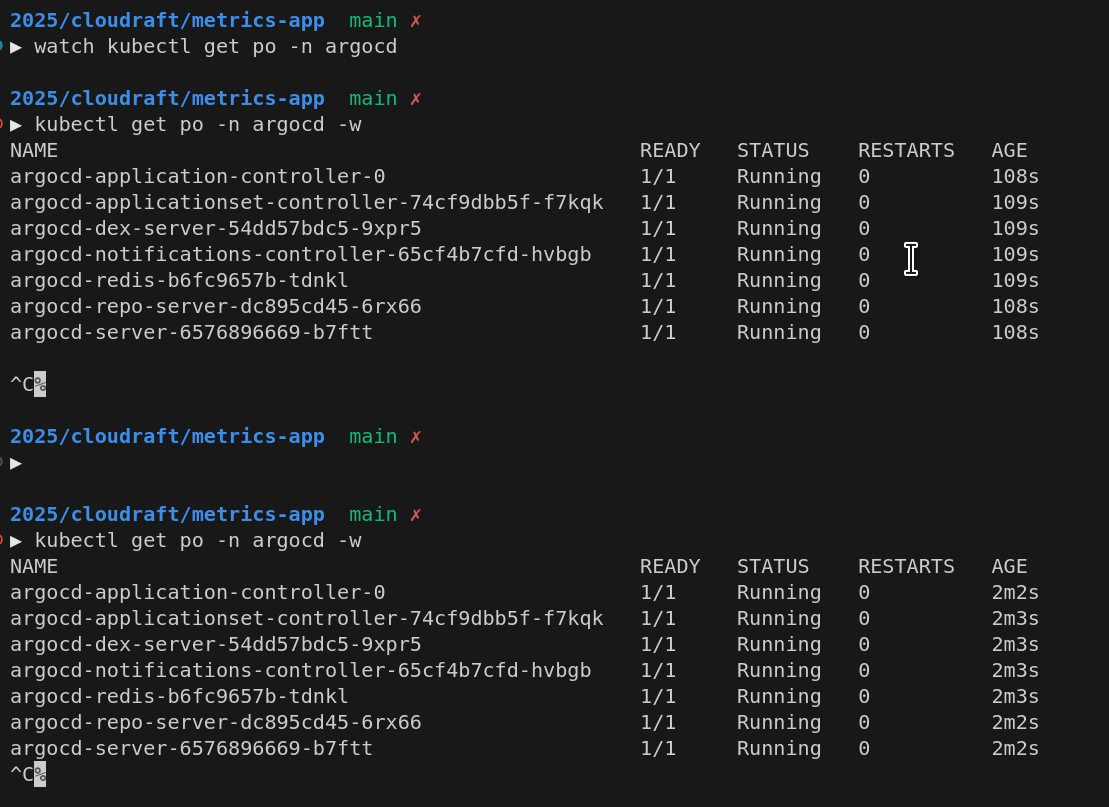 2025/cloudraft/metrics-app main ✗
▶ watch kubectl get po -n argocd
2025/cloudraft/metrics-app main ✗
▶ kubectl get po -n argocd -w
NAME READY STATUS RESTARTS AGE
argocd-application-controller-0 1/1 Running 0 108s
argocd-applicationset-controller-74cf9dbb5f-f7kqk 1/1 Running 0 109s
argocd-dex-server-54dd57bdc5-9xpr5 1/1 Running 0 109s
argocd-notifications-controller-65cf4b7cfd-hvbgb 1/1 Running 0 109s
argocd-redis-b6fc9657b-tdnkl 1/1 Running 0 109s
argocd-repo-server-dc895cd45-6rx66 1/1 Running 0 108s
argocd-server-6576896669-b7ftt 1/1 Running 0 108s
^C%
2025/cloudraft/metrics-app main ✗
▶
2025/cloudraft/metrics-app main ✗
▶ kubectl get po -n argocd -w
NAME READY STATUS RESTARTS AGE
argocd-application-controller-0 1/1 Running 0 2m2s
argocd-applicationset-controller-74cf9dbb5f-f7kqk 1/1 Running 0 2m3s
argocd-dex-server-54dd57bdc5-9xpr5 1/1 Running 0 2m3s
argocd-notifications-controller-65cf4b7cfd-hvbgb 1/1 Running 0 2m3s
argocd-redis-b6fc9657b-tdnkl 1/1 Running 0 2m3s
argocd-repo-server-dc895cd45-6rx66 1/1 Running 0 2m2s
argocd-server-6576896669-b7ftt 1/1 Running 0 2m2s
^C%